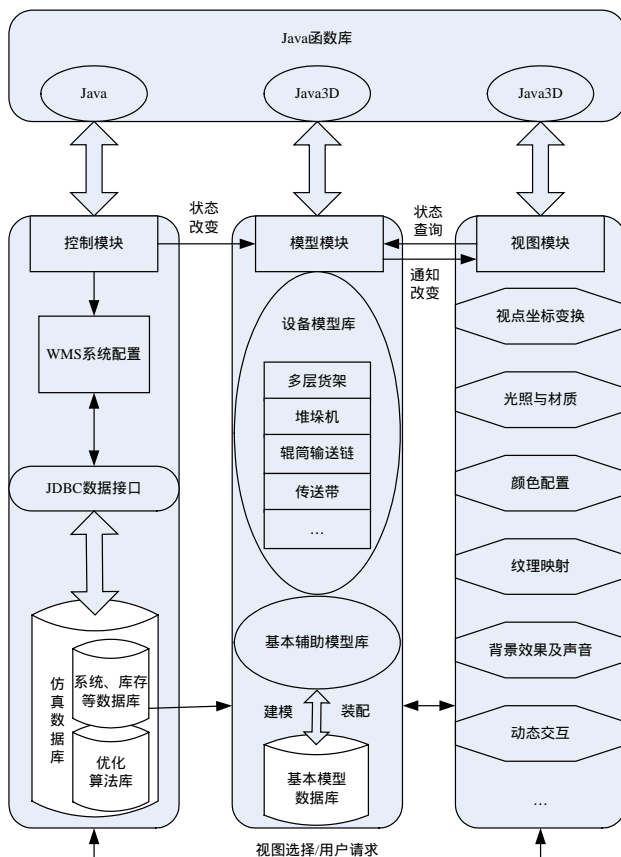 Java函数库
Java
Java3D
Java3D
状态
改变
状态
查询
控制模块
模型模块
视图模块
通知
改变
WMS系统配置
JDBC数据接口
仿真数据库
系统、库存
等数据库
优化
算法库
设备模型库
多层货架
堆垛机
辊筒输送链
传送带
…
基本辅助模型库
建模
装配
基本模型
数据库
视点坐标变换
光照与材质
颜色配置
纹理映射
背景效果及声音
动态交互
…
视图选择/用户请求